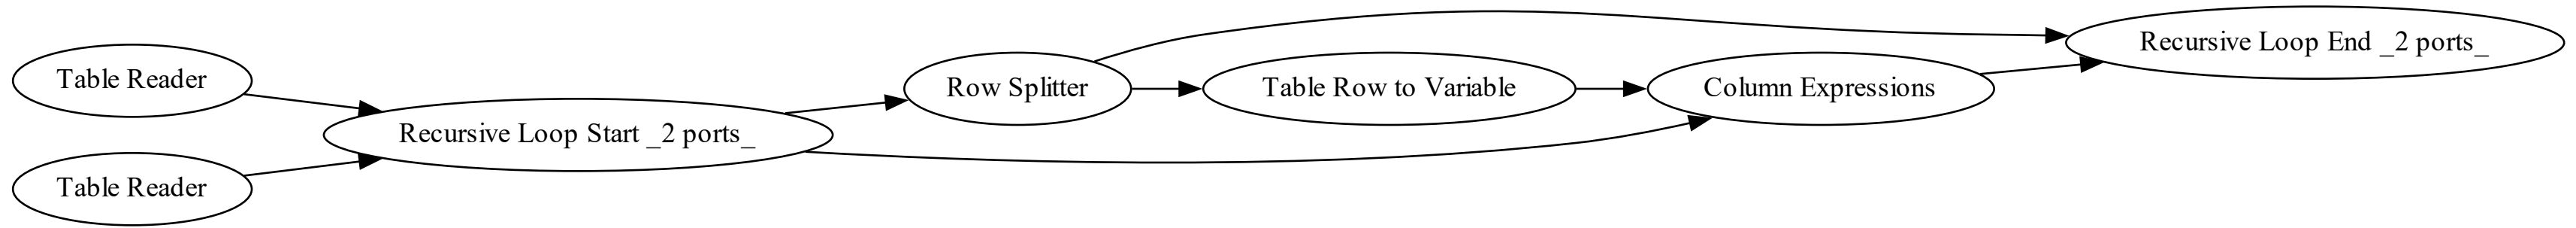 Table Reader
Table Reader
Recursive Loop Start _2 ports_
Row Splitter
Table Row to Variable
Column Expressions
Recursive Loop End _2 ports_